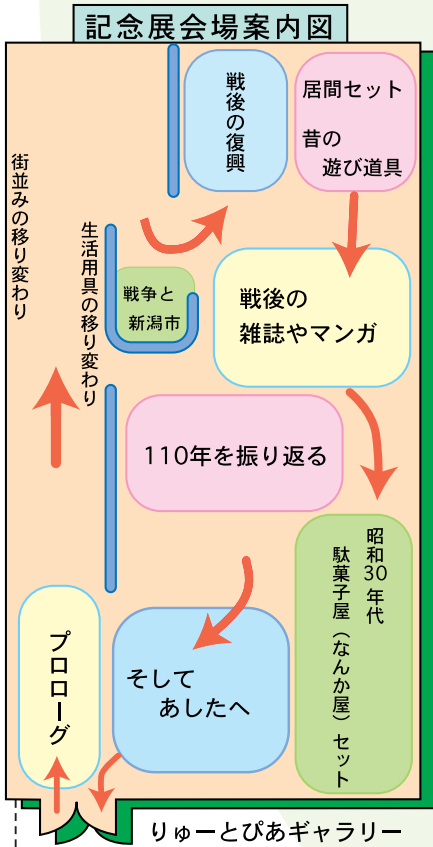 記念展会場案内図
戦後の復興
居間セット
昔の
遊び道具
街並みの移り変わり
生活用具の移り変わり
戦争と
新潟市
戦後の
雑誌やマンガ
110年を振り返る
昭和30年代
駄菓子屋（なんか屋）セット
そして
あしたへ
プロローグ
りゅーとぴあギャラリー